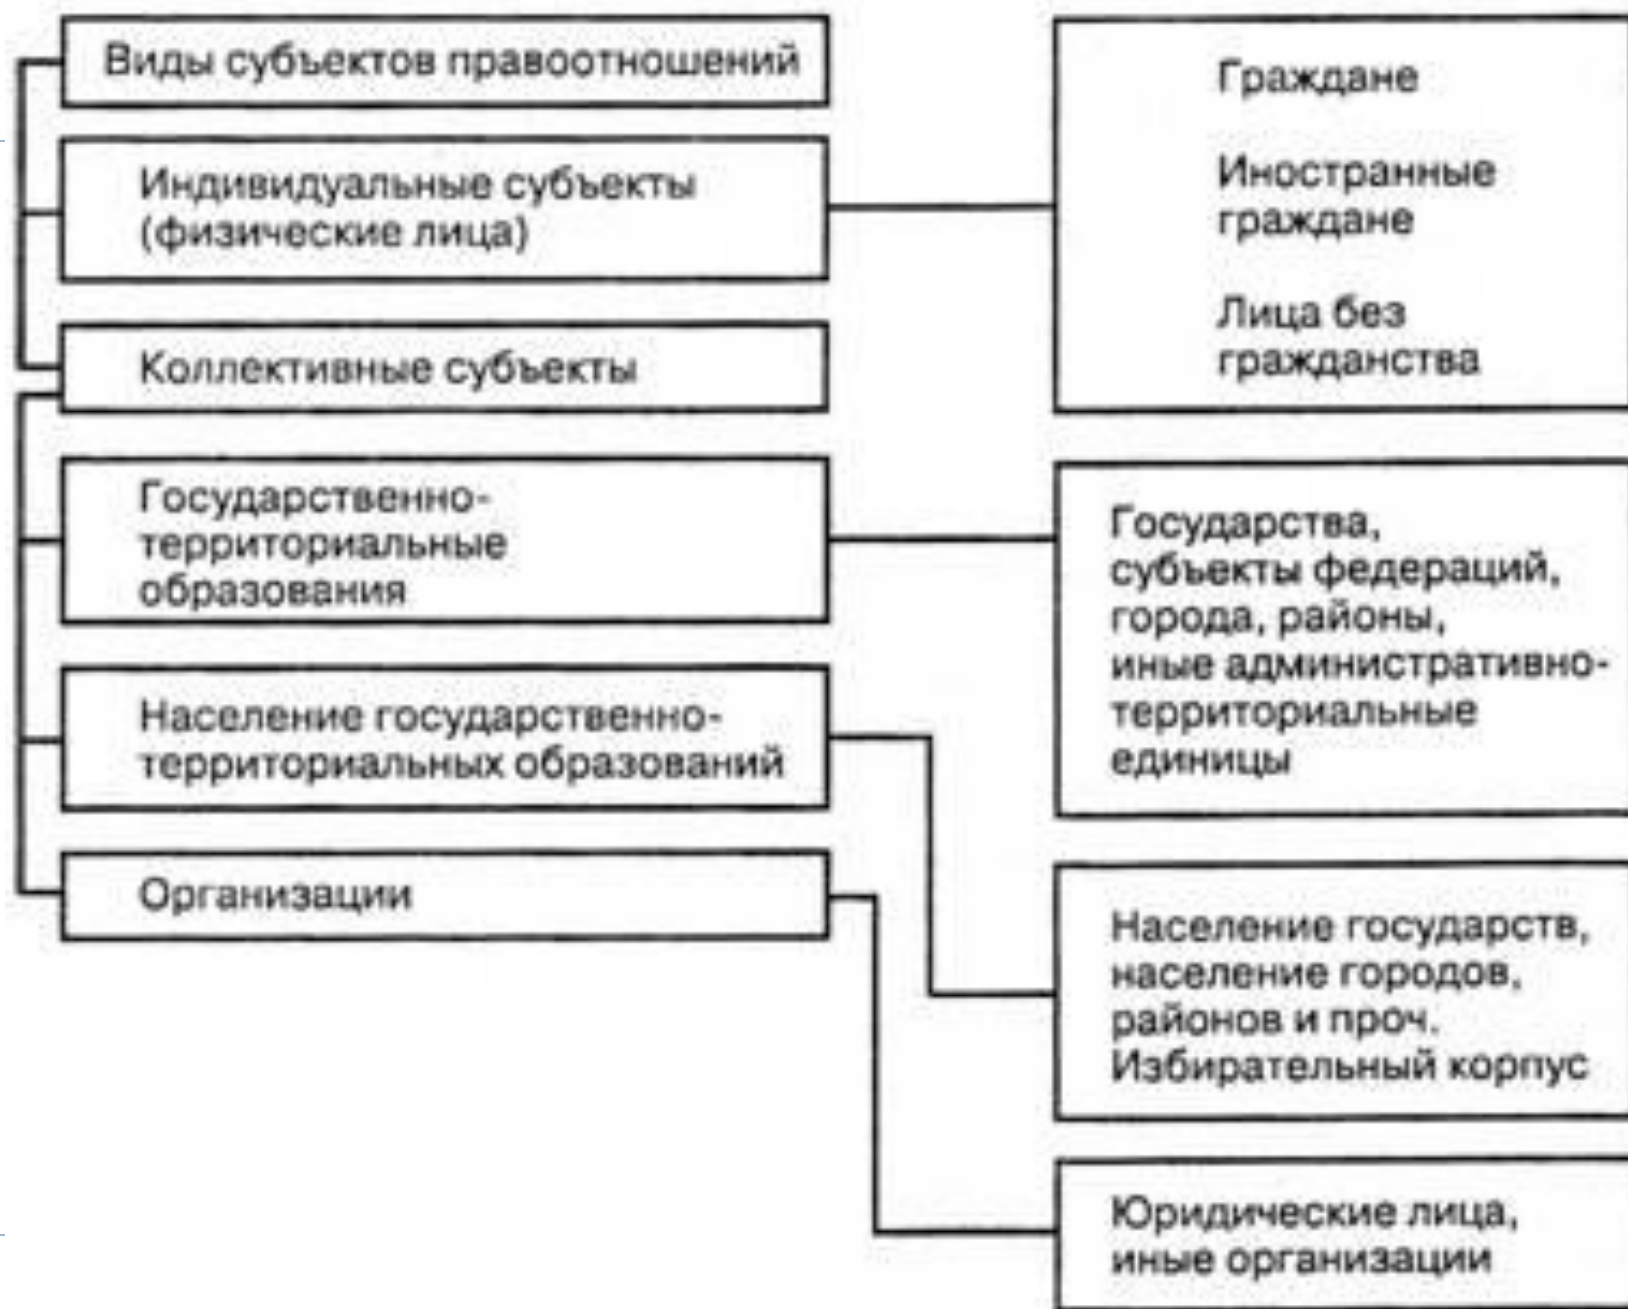 Виды субъектов правоотношений
Индивидуальные субъекты
(физические лица)
Коллективные субъекты
Государственно-
территориальные
образования
Население государственно-
территориальных образований
Организации
Граждане
Иностранные
граждане
Лица без
гражданства
Государства,
субъекты федераций,
города, районы,
иные административно-
территориальные
единицы
Население государств,
население городов,
районов и проч.
Избирательный корпус
Юридические лица,
иные организации